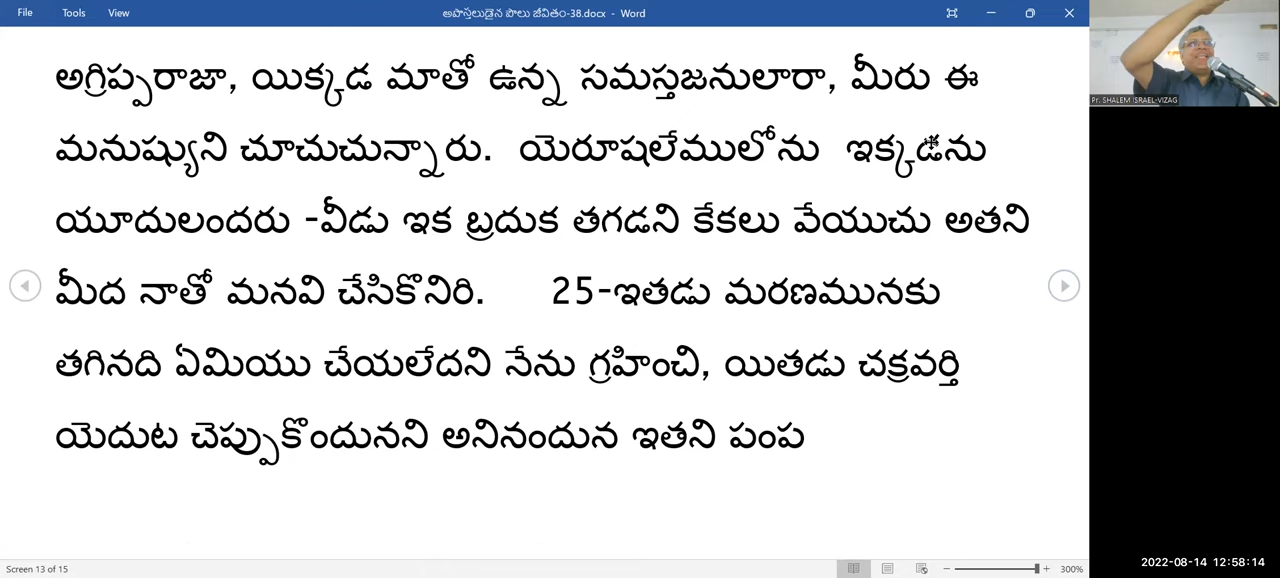 File Tools View అపొస్తలుడైన పౌలు జీవితం-38.docx - Word
అగ్రిప్పరాజా, యిక్కడ మాతో ఉన్న సమస్తజనులారా, మీరు ఈ
Pr. SHALEM ISRAEL-VIZAG
మనుష్యుని చూచుచున్నారు. యెరూషలేములోను ఇక్కడను
యూదులందరు -వీడు ఇక బ్రదుక తగడని కేకలు వేయుచు అతని
మీద నాతో మనవి చేసికొనిరి. 25-ఇతడు మరణమునకు
తగినది ఏమియు చేయలేదని నేను గ్రహించి, యితడు చక్రవర్తి
యెదుట చెప్పుకొందునని అనినందున ఇతని పంప
2022-08-14 12:58:14
Screen 13 of 15 300%